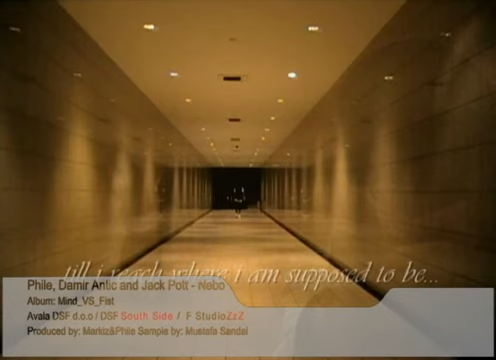 till i reach where i am supposed to be...
Phile, Damir Antic and Jack Pott - Nebo
Album: Mind_VS_Fist
Avala DSF d.o.o / DSF South Side / F StudioZzZ
Produced by: Markiz&Phile Sample by: Mustafa Sandal